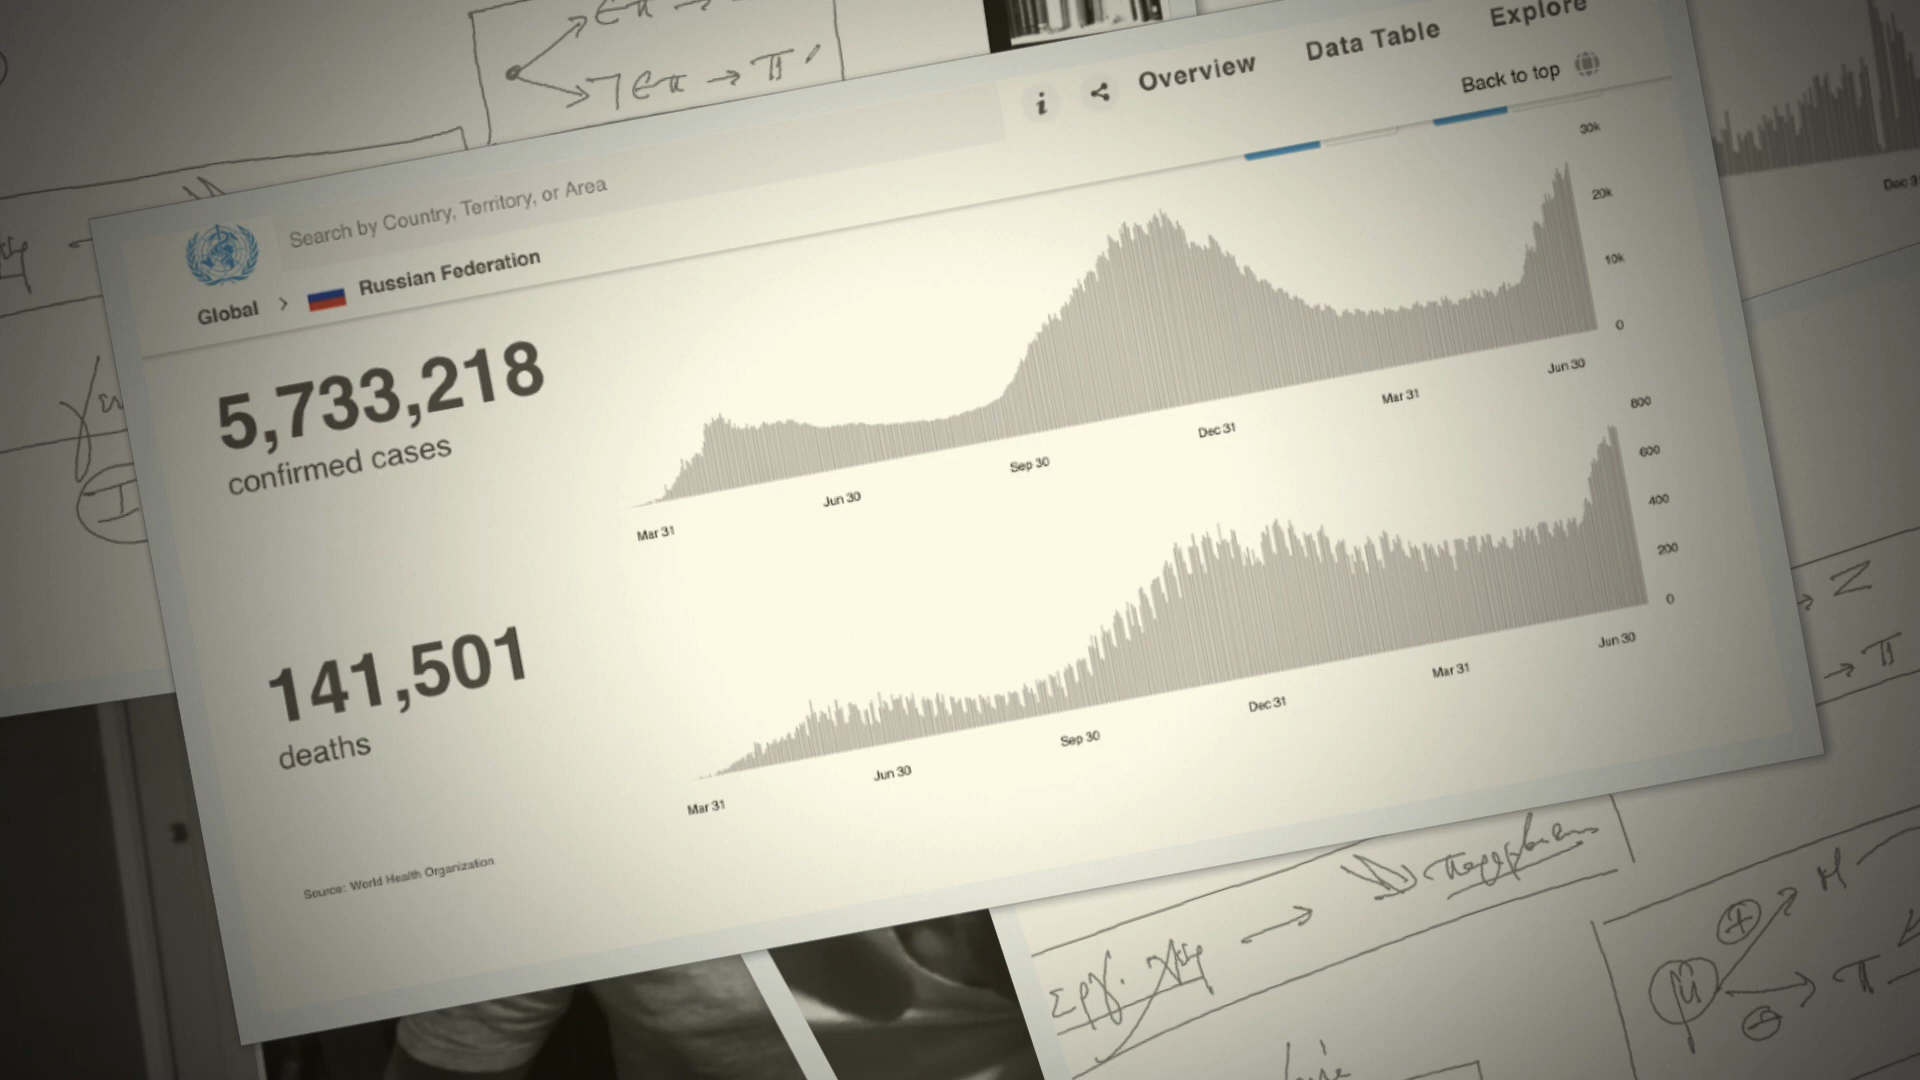 Overview
Data Table
Explore
Back to top
Search by Country, Territory, or Area
Global > Russian Federation
5,733,218
confirmed cases
30k
20k
10k
0
Mar 31
Jun 30
Sep 30
Dec 31
Mar 31
Jun 30
141,501
deaths
800
600
400
200
0
Mar 31
Jun 30
Sep 30
Dec 31
Mar 31
Jun 30
Source: World Health Organization